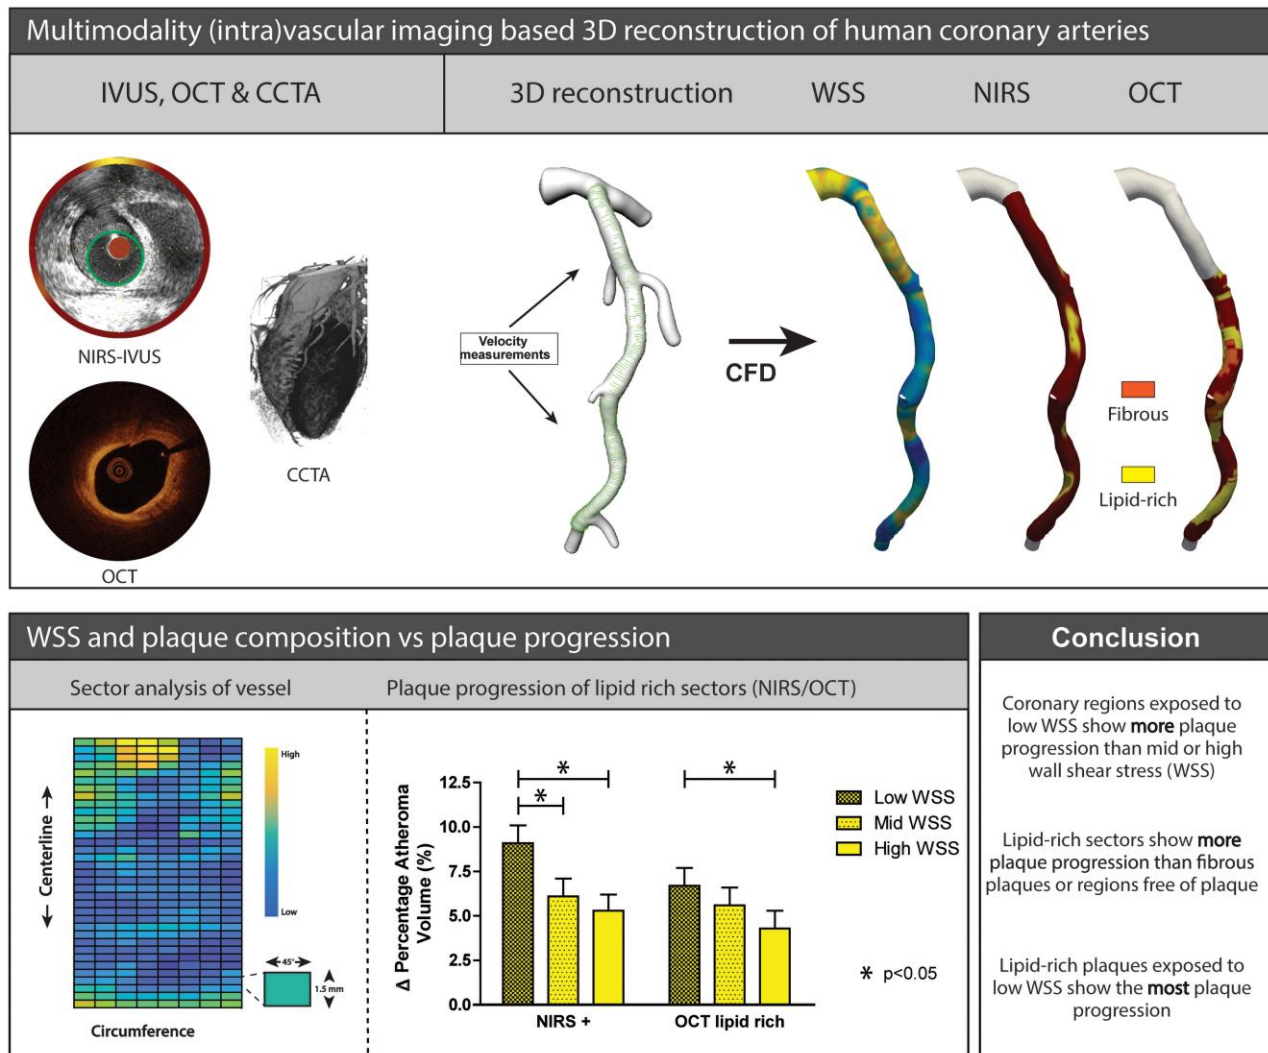 Multimodality (intra)vascular imaging based 3D reconstruction of human coronary arteries
IVUS, OCT & CCTA
3D reconstruction
WSS
NIRS
OCT
NIRS-IVUS
OCT
CCTA
Velocity
measurements
CFD
Fibrous
Lipid-rich
WSS and plaque composition vs plaque progression
Sector analysis of vessel
Plaque progression of lipid rich sectors (NIRS/OCT)
Centerline
High
Low
45°
1.5 mm
Circumference
Δ Percentage Atheroma
Volume (%)
12.5
10.0
7.5
5.0
2.5
0.0
*
*
*
NIRS +
OCT lipid rich
Low WSS
Mid WSS
High WSS
* p<0.05
Conclusion
Coronary regions exposed to
low WSS show more plaque
progression than mid or high
wall shear stress (WSS)
Lipid-rich sectors show more
plaque progression than fibrous
plaques or regions free of plaque
Lipid-rich plaques exposed to
low WSS show the most plaque
progression